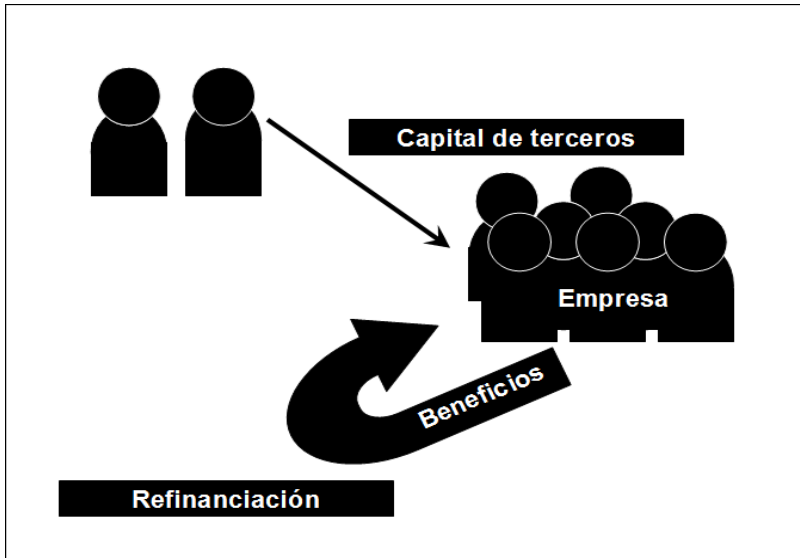 Capital de terceros
Empresa
Beneficios
Refinanciación